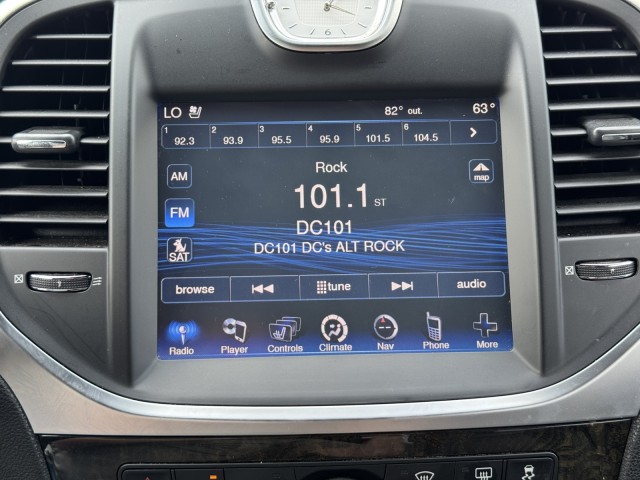 LO 82° out. 63°
1 92.3 2 93.9 3 95.5 4 95.9 5 101.5 6 104.5 >
Rock
AM 101.1 ST map
FM DC101
SAT DC101 DC's ALT ROCK
browse tune audio
Radio Player Controls Climate Nav Phone More